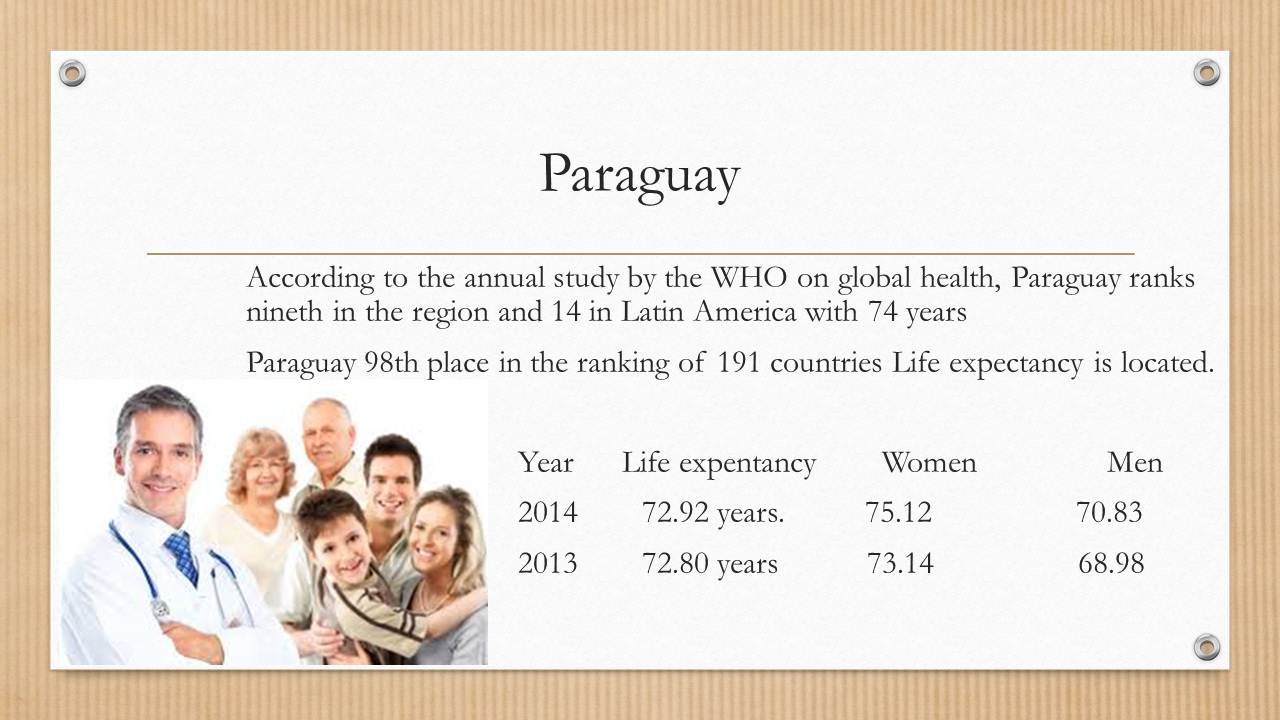 Paraguay
According to the annual study by the WHO on global health, Paraguay ranks
nineth in the region and 14 in Latin America with 74 years
Paraguay 98th place in the ranking of 191 countries Life expectancy is located.
Year Life expentancy Women Men
2014 72.92 years. 75.12 70.83
2013 72.80 years 73.14 68.98